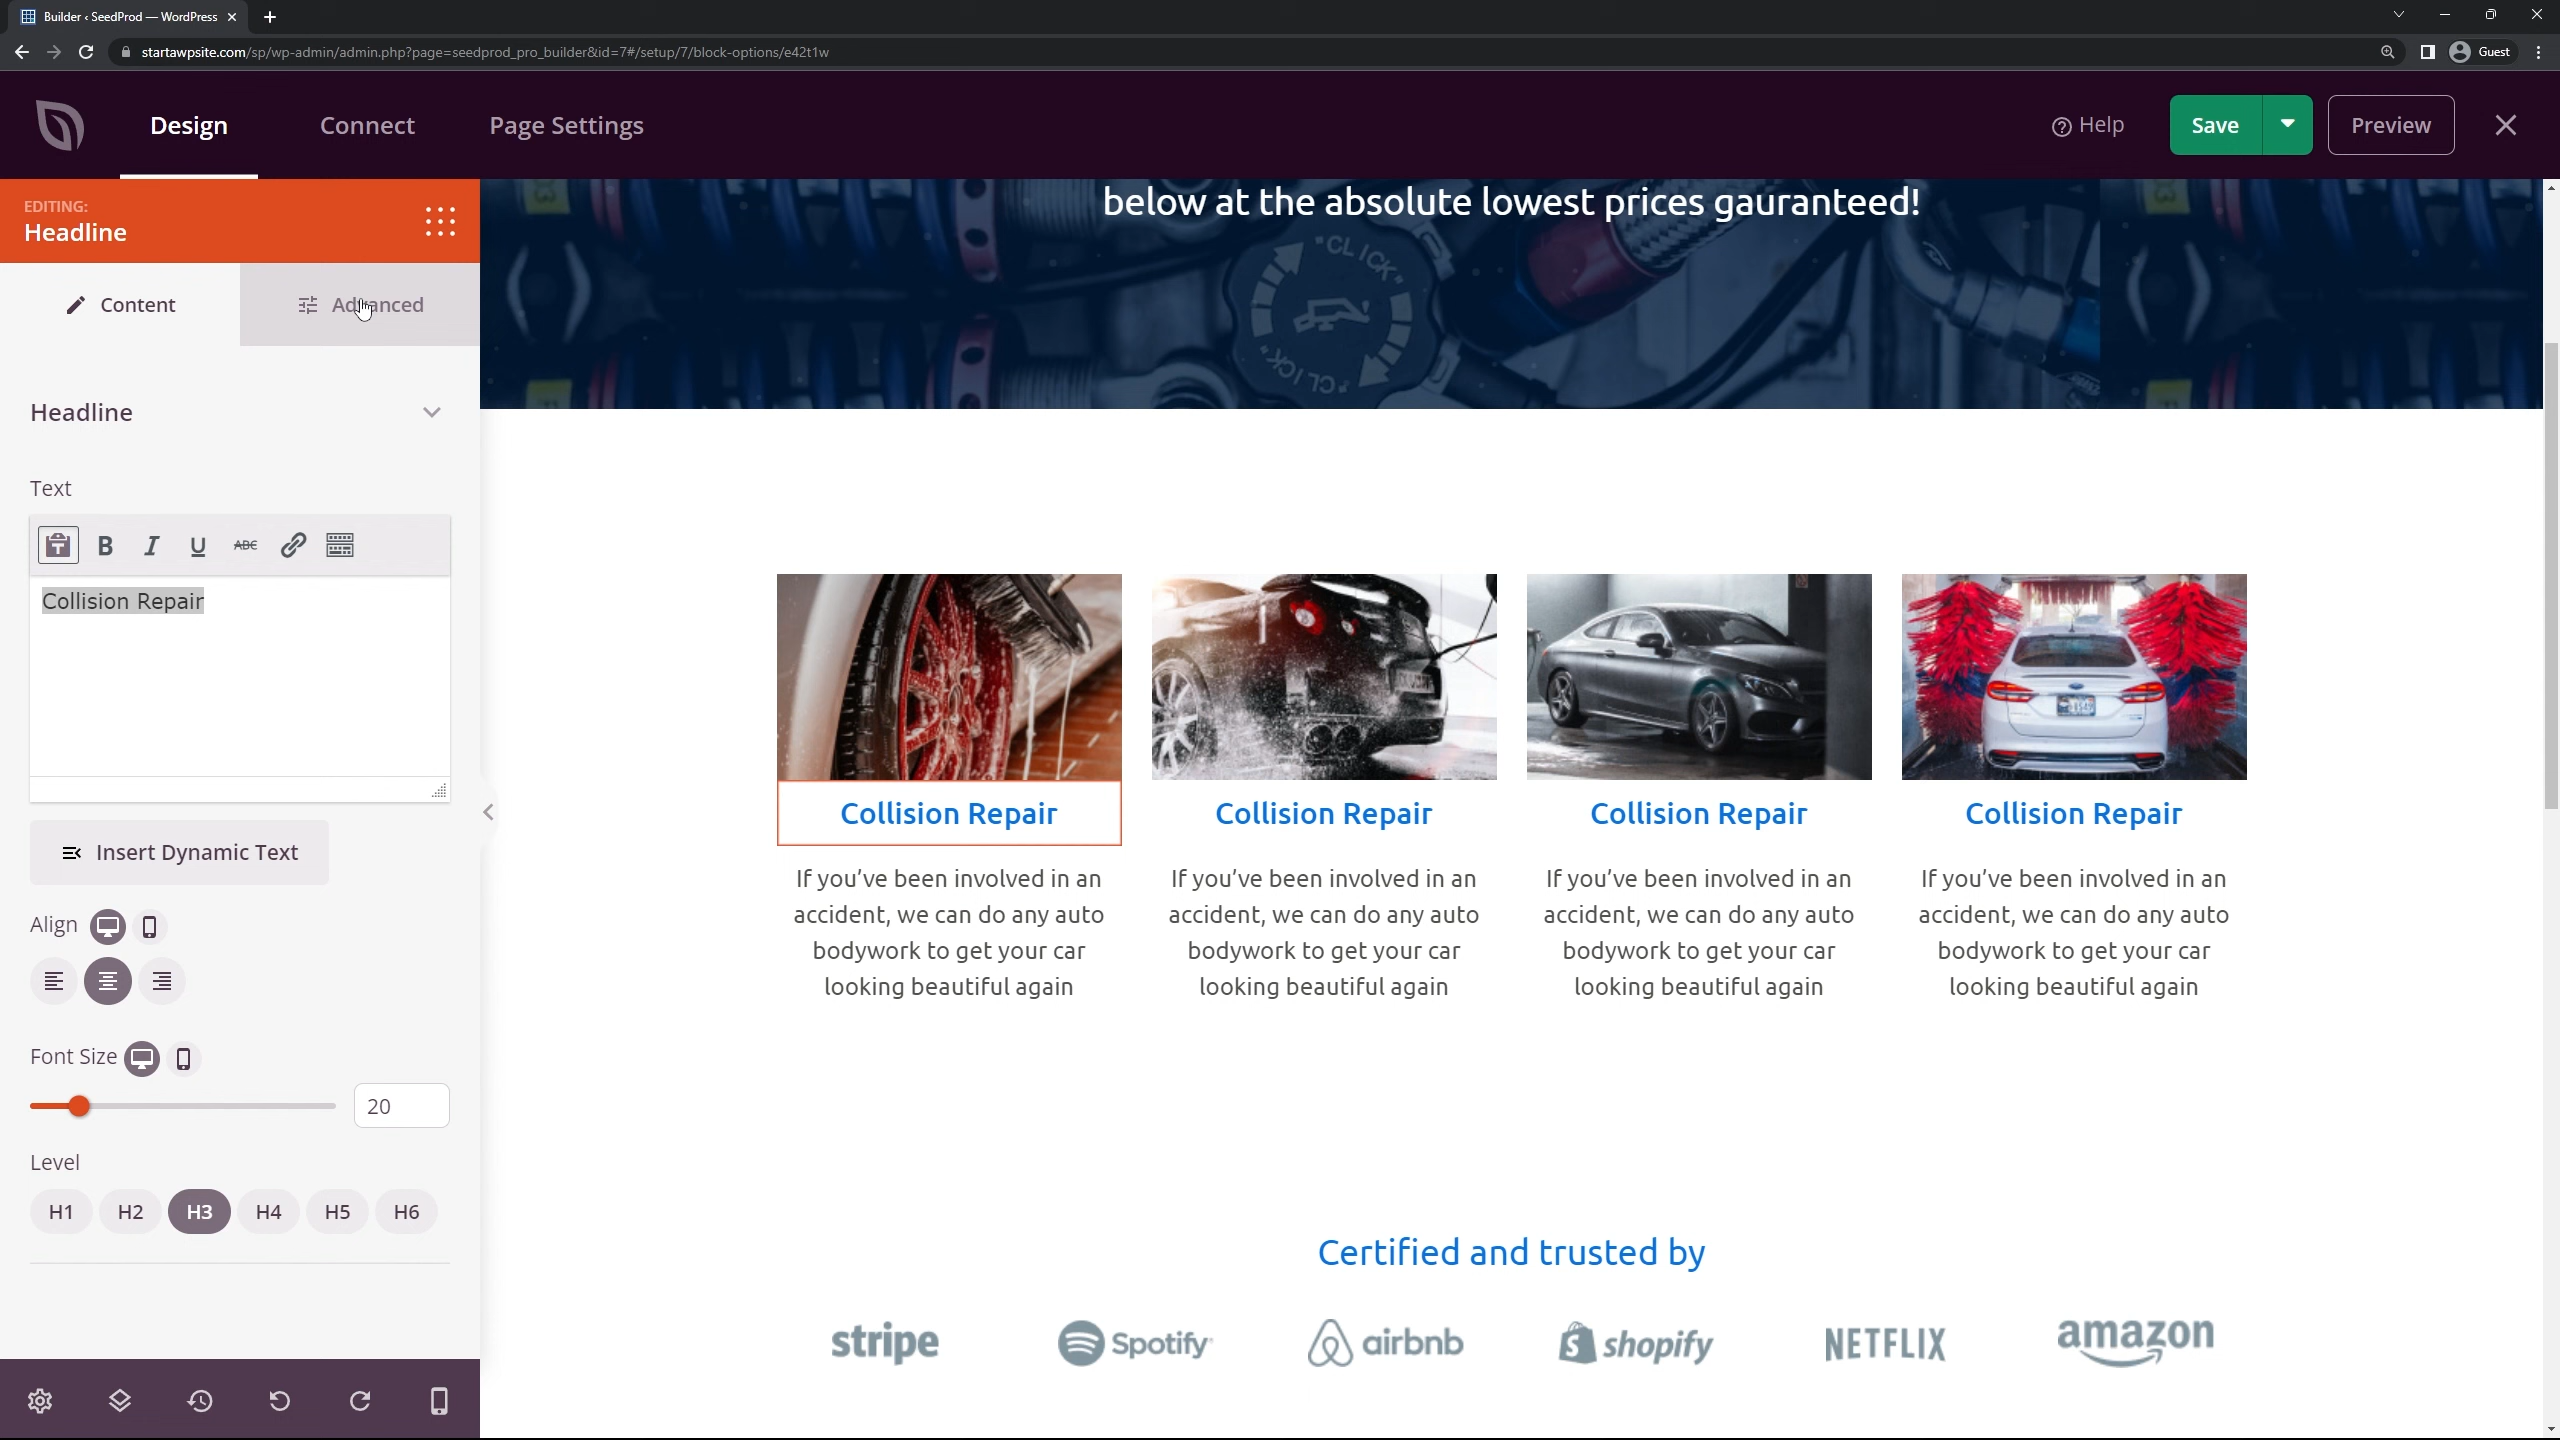 Builder ‹ SeedProd — WordPress
startawpsite.com/sp/wp-admin/admin.php?page=seedprod_pro_builder&id=7#/setup/7/block-options/e42t1w
Guest
Design
Connect
Page Settings
Help
Save
Preview
EDITING:
Headline
Content
Advanced
Headline
Text
B I U ABC
Collision Repair
Insert Dynamic Text
Align
Font Size
20
Level
H1 H2 H3 H4 H5 H6
below at the absolute lowest prices gauranteed!
"CLICK"
"CLICK"
Collision Repair
If you've been involved in an
accident, we can do any auto
bodywork to get your car
looking beautiful again
Collision Repair
If you've been involved in an
accident, we can do any auto
bodywork to get your car
looking beautiful again
Collision Repair
If you've been involved in an
accident, we can do any auto
bodywork to get your car
looking beautiful again
Collision Repair
If you've been involved in an
accident, we can do any auto
bodywork to get your car
looking beautiful again
Certified and trusted by
stripe
Spotify
airbnb
shopify
NETFLIX
amazon